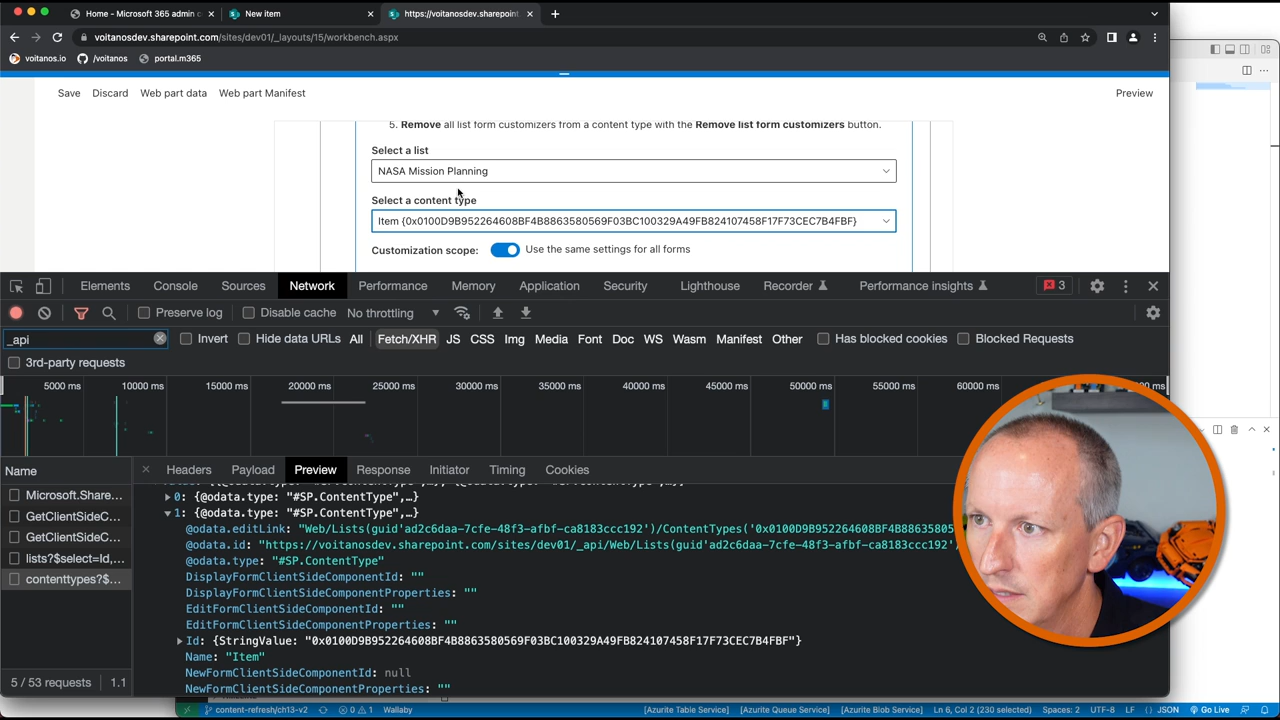 Home - Microsoft 365 admin c
New item
https://voitanosdev.sharepoint
voitanosdev.sharepoint.com/sites/dev01/_layouts/15/workbench.aspx
voitanos.io
/voitanos
portal.m365
Save
Discard
Web part data
Web part Manifest
Preview
5. Remove all list form customizers from a content type with the Remove list form customizers button.
Select a list
NASA Mission Planning
Select a content type
Item {0x0100D9B952264608BF4B8863580569F03BC100329A49FB824107458F17F73CEC7B4FBF}
Customization scope:
Use the same settings for all forms
Elements
Console
Sources
Network
Performance
Memory
Application
Security
Lighthouse
Recorder
Performance insights
3
Preserve log
Disable cache
No throttling
_api
Invert
Hide data URLs
All
Fetch/XHR
JS
CSS
Img
Media
Font
Doc
WS
Wasm
Manifest
Other
Has blocked cookies
Blocked Requests
3rd-party requests
5000 ms
10000 ms
15000 ms
20000 ms
25000 ms
30000 ms
35000 ms
40000 ms
45000 ms
50000 ms
55000 ms
60000 ms
ms
Name
Headers
Payload
Preview
Response
Initiator
Timing
Cookies
Microsoft.Share...
GetClientSideC...
GetClientSideC...
lists?$select=Id,...
contenttypes?$...
0: {@odata.type: "#SP.ContentType",…}
1: {@odata.type: "#SP.ContentType",…}
@odata.editLink: "Web/Lists(guid'ad2c6daa-7cfe-48f3-afbf-ca8183ccc192')/ContentTypes('0x0100D9B952264608BF4B88635805
@odata.id: "https://voitanosdev.sharepoint.com/sites/dev01/_api/Web/Lists(guid'ad2c6daa-7cfe-48f3-afbf-ca8183ccc192')
@odata.type: "#SP.ContentType"
DisplayFormClientSideComponentId: ""
DisplayFormClientSideComponentProperties: ""
EditFormClientSideComponentId: ""
EditFormClientSideComponentProperties: ""
Id: {StringValue: "0x0100D9B952264608BF4B8863580569F03BC100329A49FB824107458F17F73CEC7B4FBF"}
Name: "Item"
NewFormClientSideComponentId: null
NewFormClientSideComponentProperties: ""
5 / 53 requests
1.1
content-refresh/ch13-v2
0
1
Wallaby
[Azurite Table Service]
[Azurite Queue Service]
[Azurite Blob Service]
Ln 6, Col 2 (230 selected)
Spaces: 2
UTF-8
LF
{ } JSON
Go Live